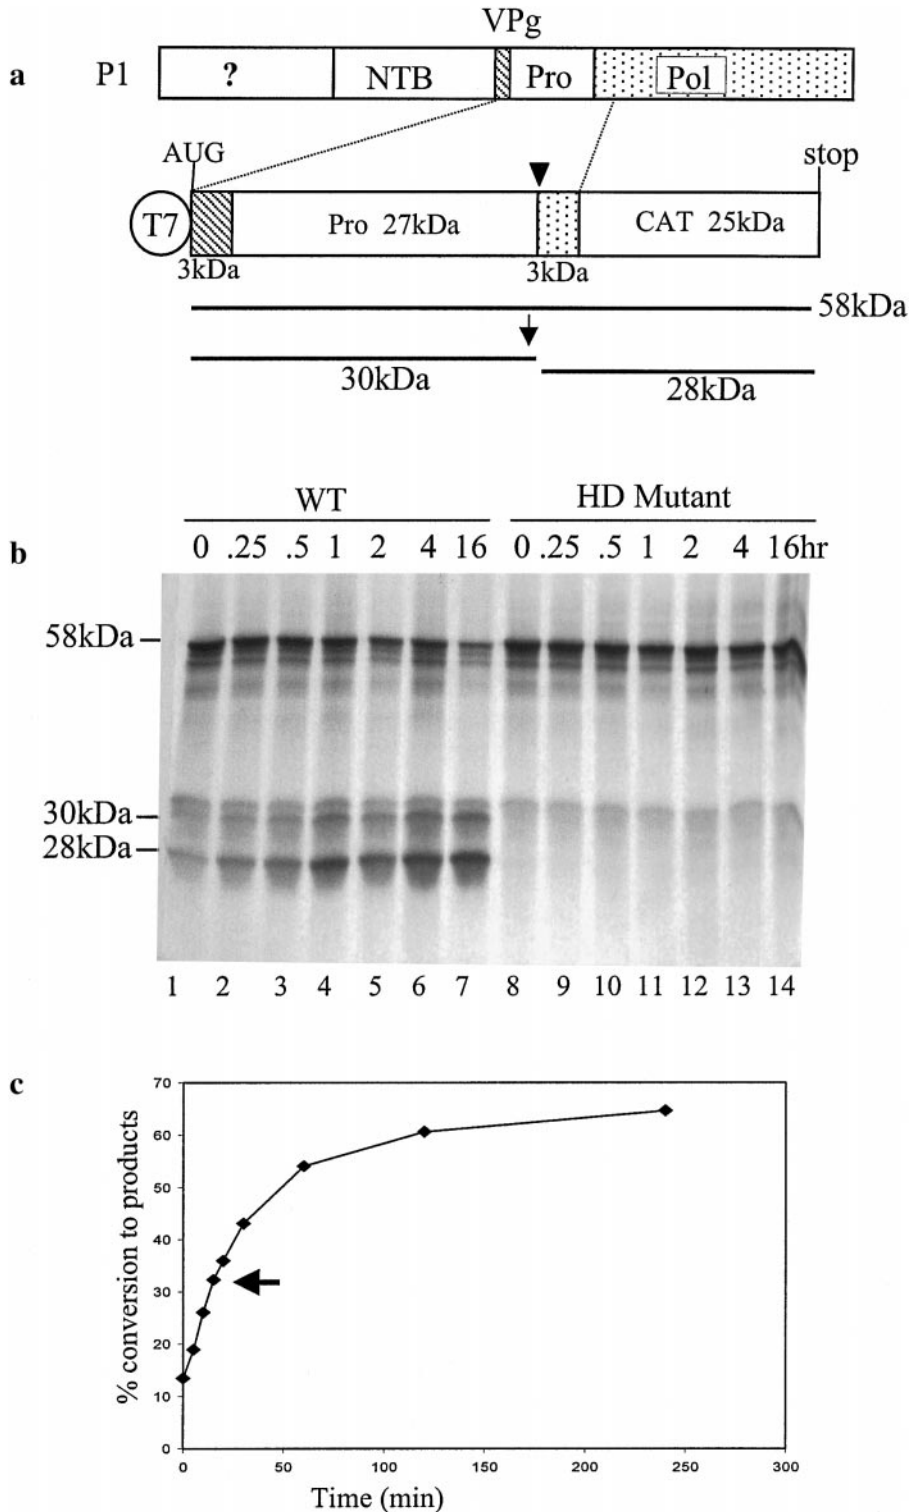 VPg
a P1 ? NTB Pro Pol
AUG stop
T7 Pro 27kDa CAT 25kDa
3kDa 3kDa
58kDa
30kDa
28kDa
WT HD Mutant
b 0 .25 .5 1 2 4 16 0 .25 .5 1 2 4 16hr
58kDa
30kDa
28kDa
1 2 3 4 5 6 7 8 9 10 11 12 13 14
c
% conversion to products
70
60
50
40
30
20
10
0
0 50 100 150 200 250 300
Time (min)